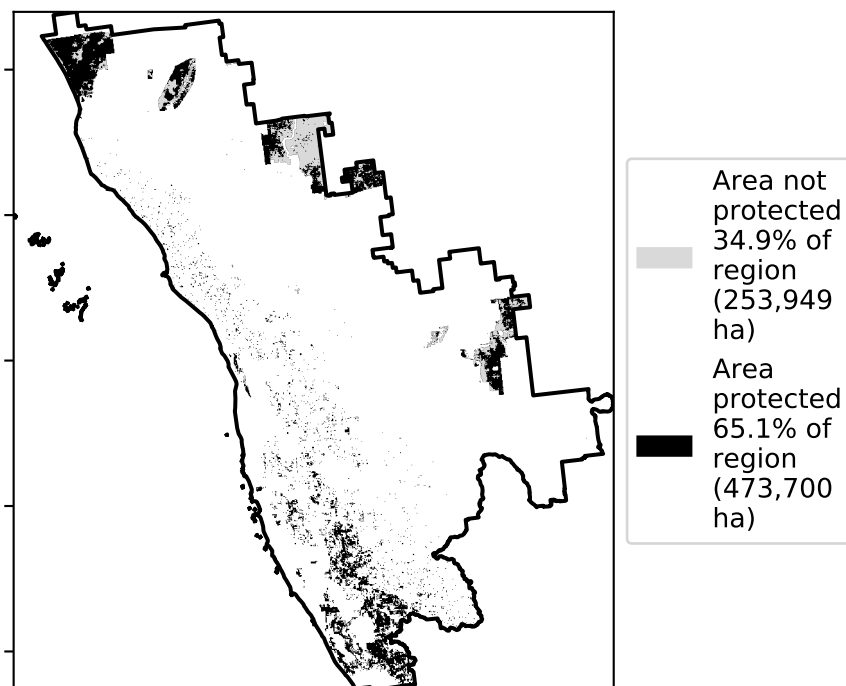 Area not
protected
34.9% of
region
(253,949
ha)
Area
protected
65.1% of
region
(473,700
ha)